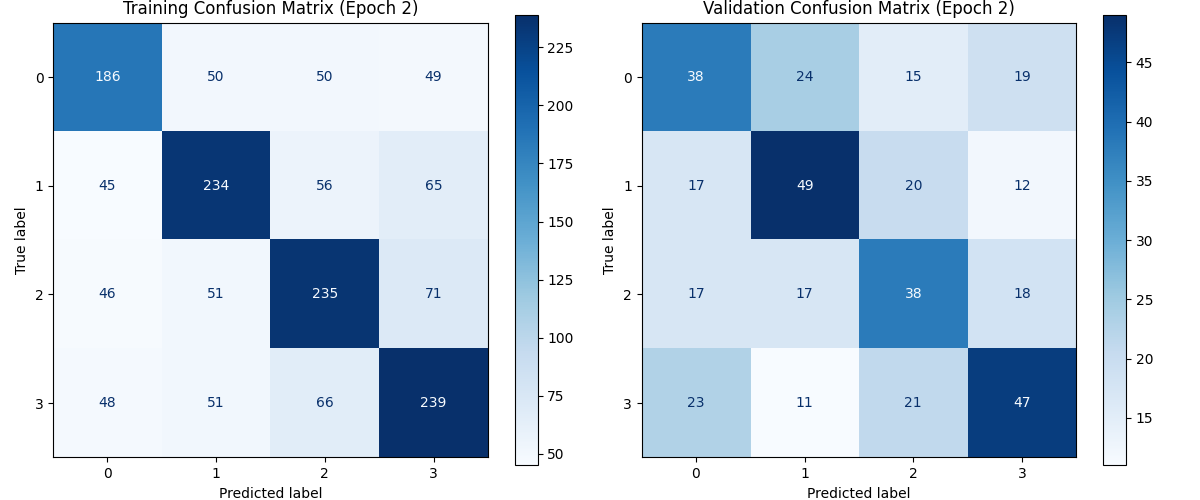 Training Confusion Matrix (Epoch 2)
True label
0 186 50 50 49
1 45 234 56 65
2 46 51 235 71
3 48 51 66 239
0 1 2 3
Predicted label
225
200
175
150
125
100
75
50
Validation Confusion Matrix (Epoch 2)
True label
0 38 24 15 19
1 17 49 20 12
2 17 17 38 18
3 23 11 21 47
0 1 2 3
Predicted label
45
40
35
30
25
20
15